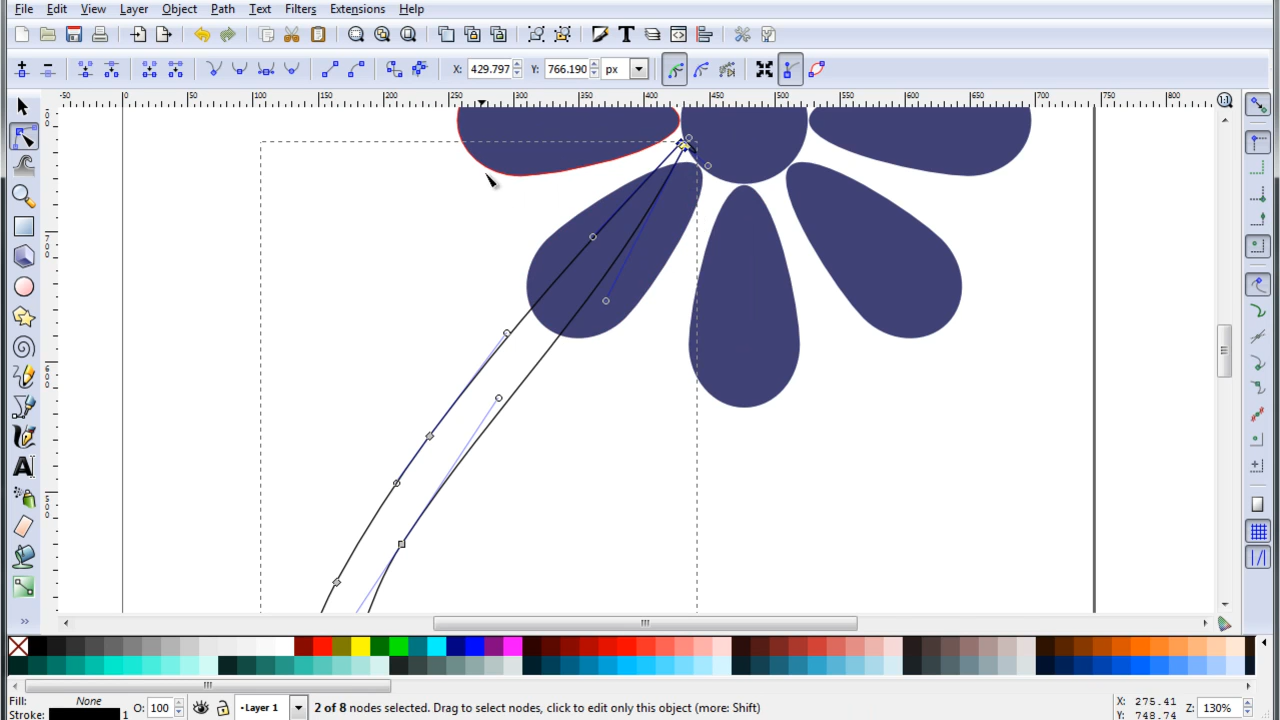 File Edit View Layer Object Path Text Filters Extensions Help
X: 429.797 Y: 766.190 px
-50 0 50 100 150 200 250 300 350 400 450 500 550 600 650 700 750 800
700
600
500
Fill: None
Stroke: 1 O: 100 Layer 1 2 of 8 nodes selected. Drag to select nodes, click to edit only this object (more: Shift) X: 275.41 Y: 748.74 Z: 130%